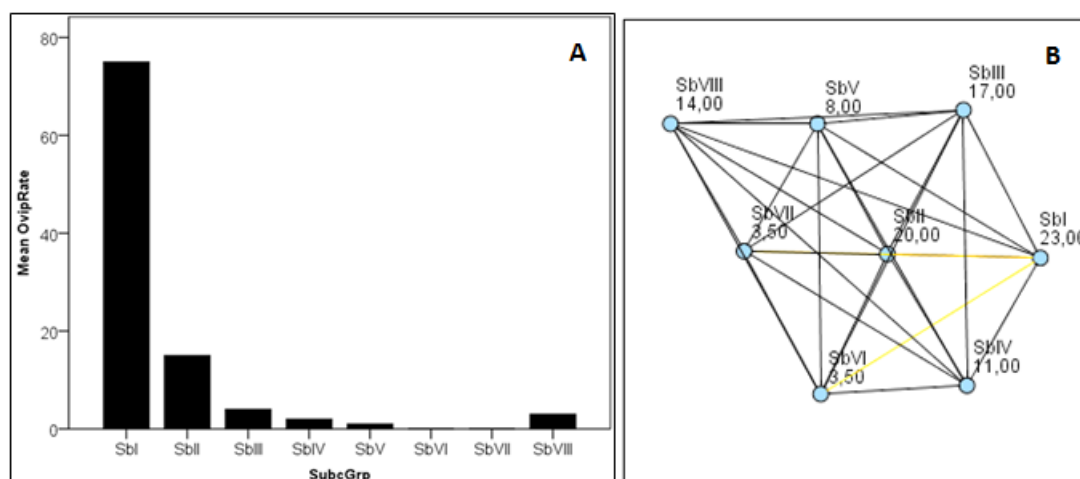 A
80
60
40
20
0
Mean OvipRate
SbI SbII SbIII SbIV SbV SbVI SbVII SbVIII
SubcGrp
B
SbVIII
14,00
SbV
8,00
SbIII
17,00
SbVII
3,50
SbII
20,00
SbI
23,00
SbVI
3,50
SbIV
11,00